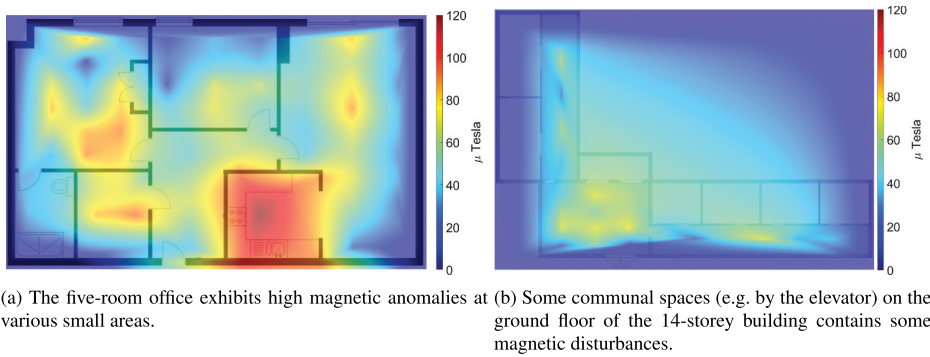 120
100
80
60
40
20
0
μ Tesla
120
100
80
60
40
20
0
μ Tesla
(a) The five-room office exhibits high magnetic anomalies at
various small areas.
(b) Some communal spaces (e.g. by the elevator) on the
ground floor of the 14-storey building contains some
magnetic disturbances.